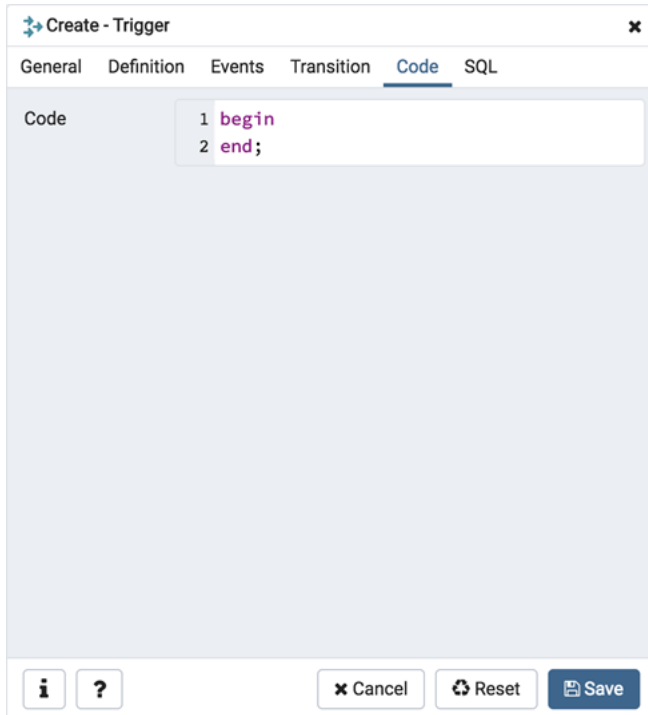 Create - Trigger
General Definition Events Transition Code SQL
Code
1 begin
2 end;
i ? Cancel Reset Save